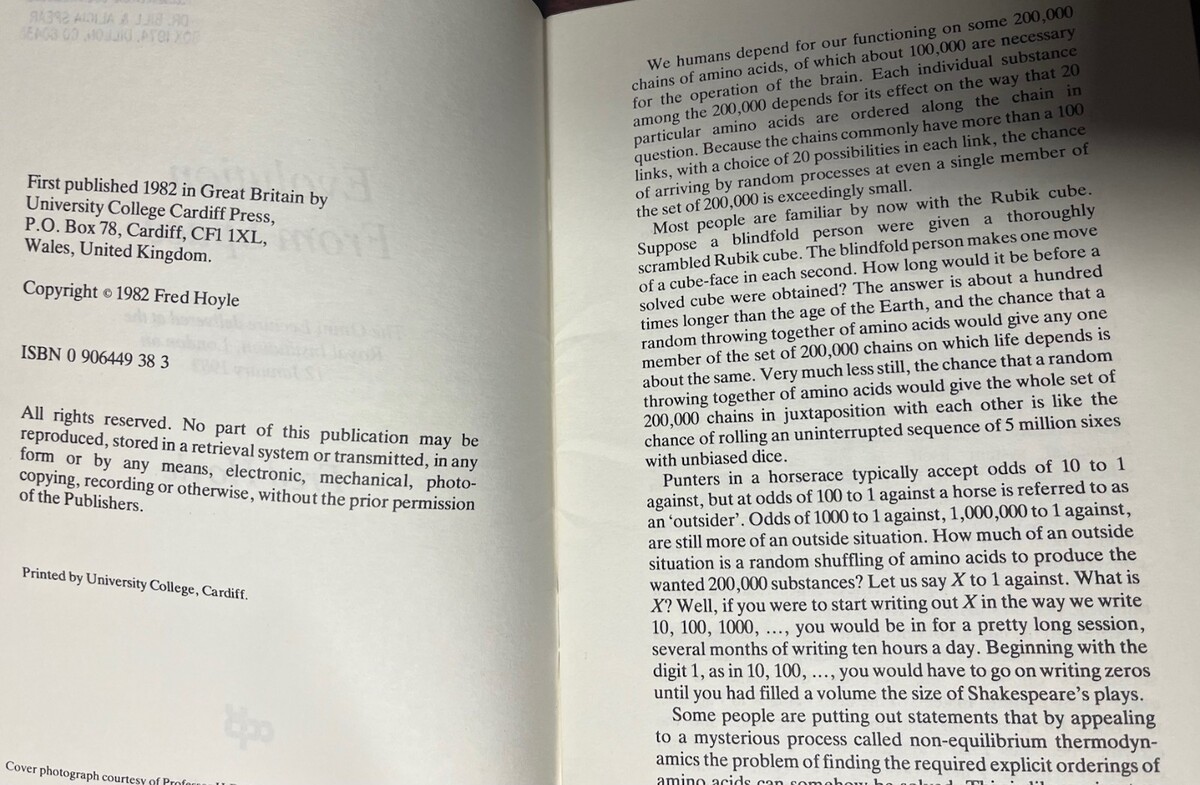 First published 1982 in Great Britain by
University College Cardiff Press,
P.O. Box 78, Cardiff, CF1 1XL,
Wales, United Kingdom.
Copyright © 1982 Fred Hoyle
ISBN 0 906449 38 3
All rights reserved. No part of this publication may be
reproduced, stored in a retrieval system or transmitted, in any
form or by any means, electronic, mechanical, photo-
copying, recording or otherwise, without the prior permission
of the Publishers.
Printed by University College, Cardiff.
Cover photograph courtesy of
We humans depend for our functioning on some 200,000
chains of amino acids, of which about 100,000 are necessary
for the operation of the brain. Each individual substance
among the 200,000 depends for its effect on the way that 20
particular amino acids are ordered along the chain in
question. Because the chains commonly have more than a 100
links, with a choice of 20 possibilities in each link, the chance
of arriving by random processes at even a single member of
the set of 200,000 is exceedingly small.
Most people are familiar by now with the Rubik cube.
Suppose a blindfold person were given a thoroughly
scrambled Rubik cube. The blindfold person makes one move
of a cube-face in each second. How long would it be before a
solved cube were obtained? The answer is about a hundred
times longer than the age of the Earth, and the chance that a
random throwing together of amino acids would give any one
member of the set of 200,000 chains on which life depends is
about the same. Very much less still, the chance that a random
throwing together of amino acids would give the whole set of
200,000 chains in juxtaposition with each other is like the
chance of rolling an uninterrupted sequence of 5 million sixes
with unbiased dice.
Punters in a horserace typically accept odds of 10 to 1
against, but at odds of 100 to 1 against a horse is referred to as
an ‘outsider’. Odds of 1000 to 1 against, 1,000,000 to 1 against,
are still more of an outside situation. How much of an outside
situation is a random shuffling of amino acids to produce the
wanted 200,000 substances? Let us say X to 1 against. What is
X? Well, if you were to start writing out X in the way we write
10, 100, 1000, ..., you would be in for a pretty long session,
several months of writing ten hours a day. Beginning with the
digit 1, as in 10, 100, ..., you would have to go on writing zeros
until you had filled a volume the size of Shakespeare's plays.
Some people are putting out statements that by appealing
to a mysterious process called non-equilibrium thermodyn-
amics the problem of finding the required explicit orderings of
amino acids can somehow be